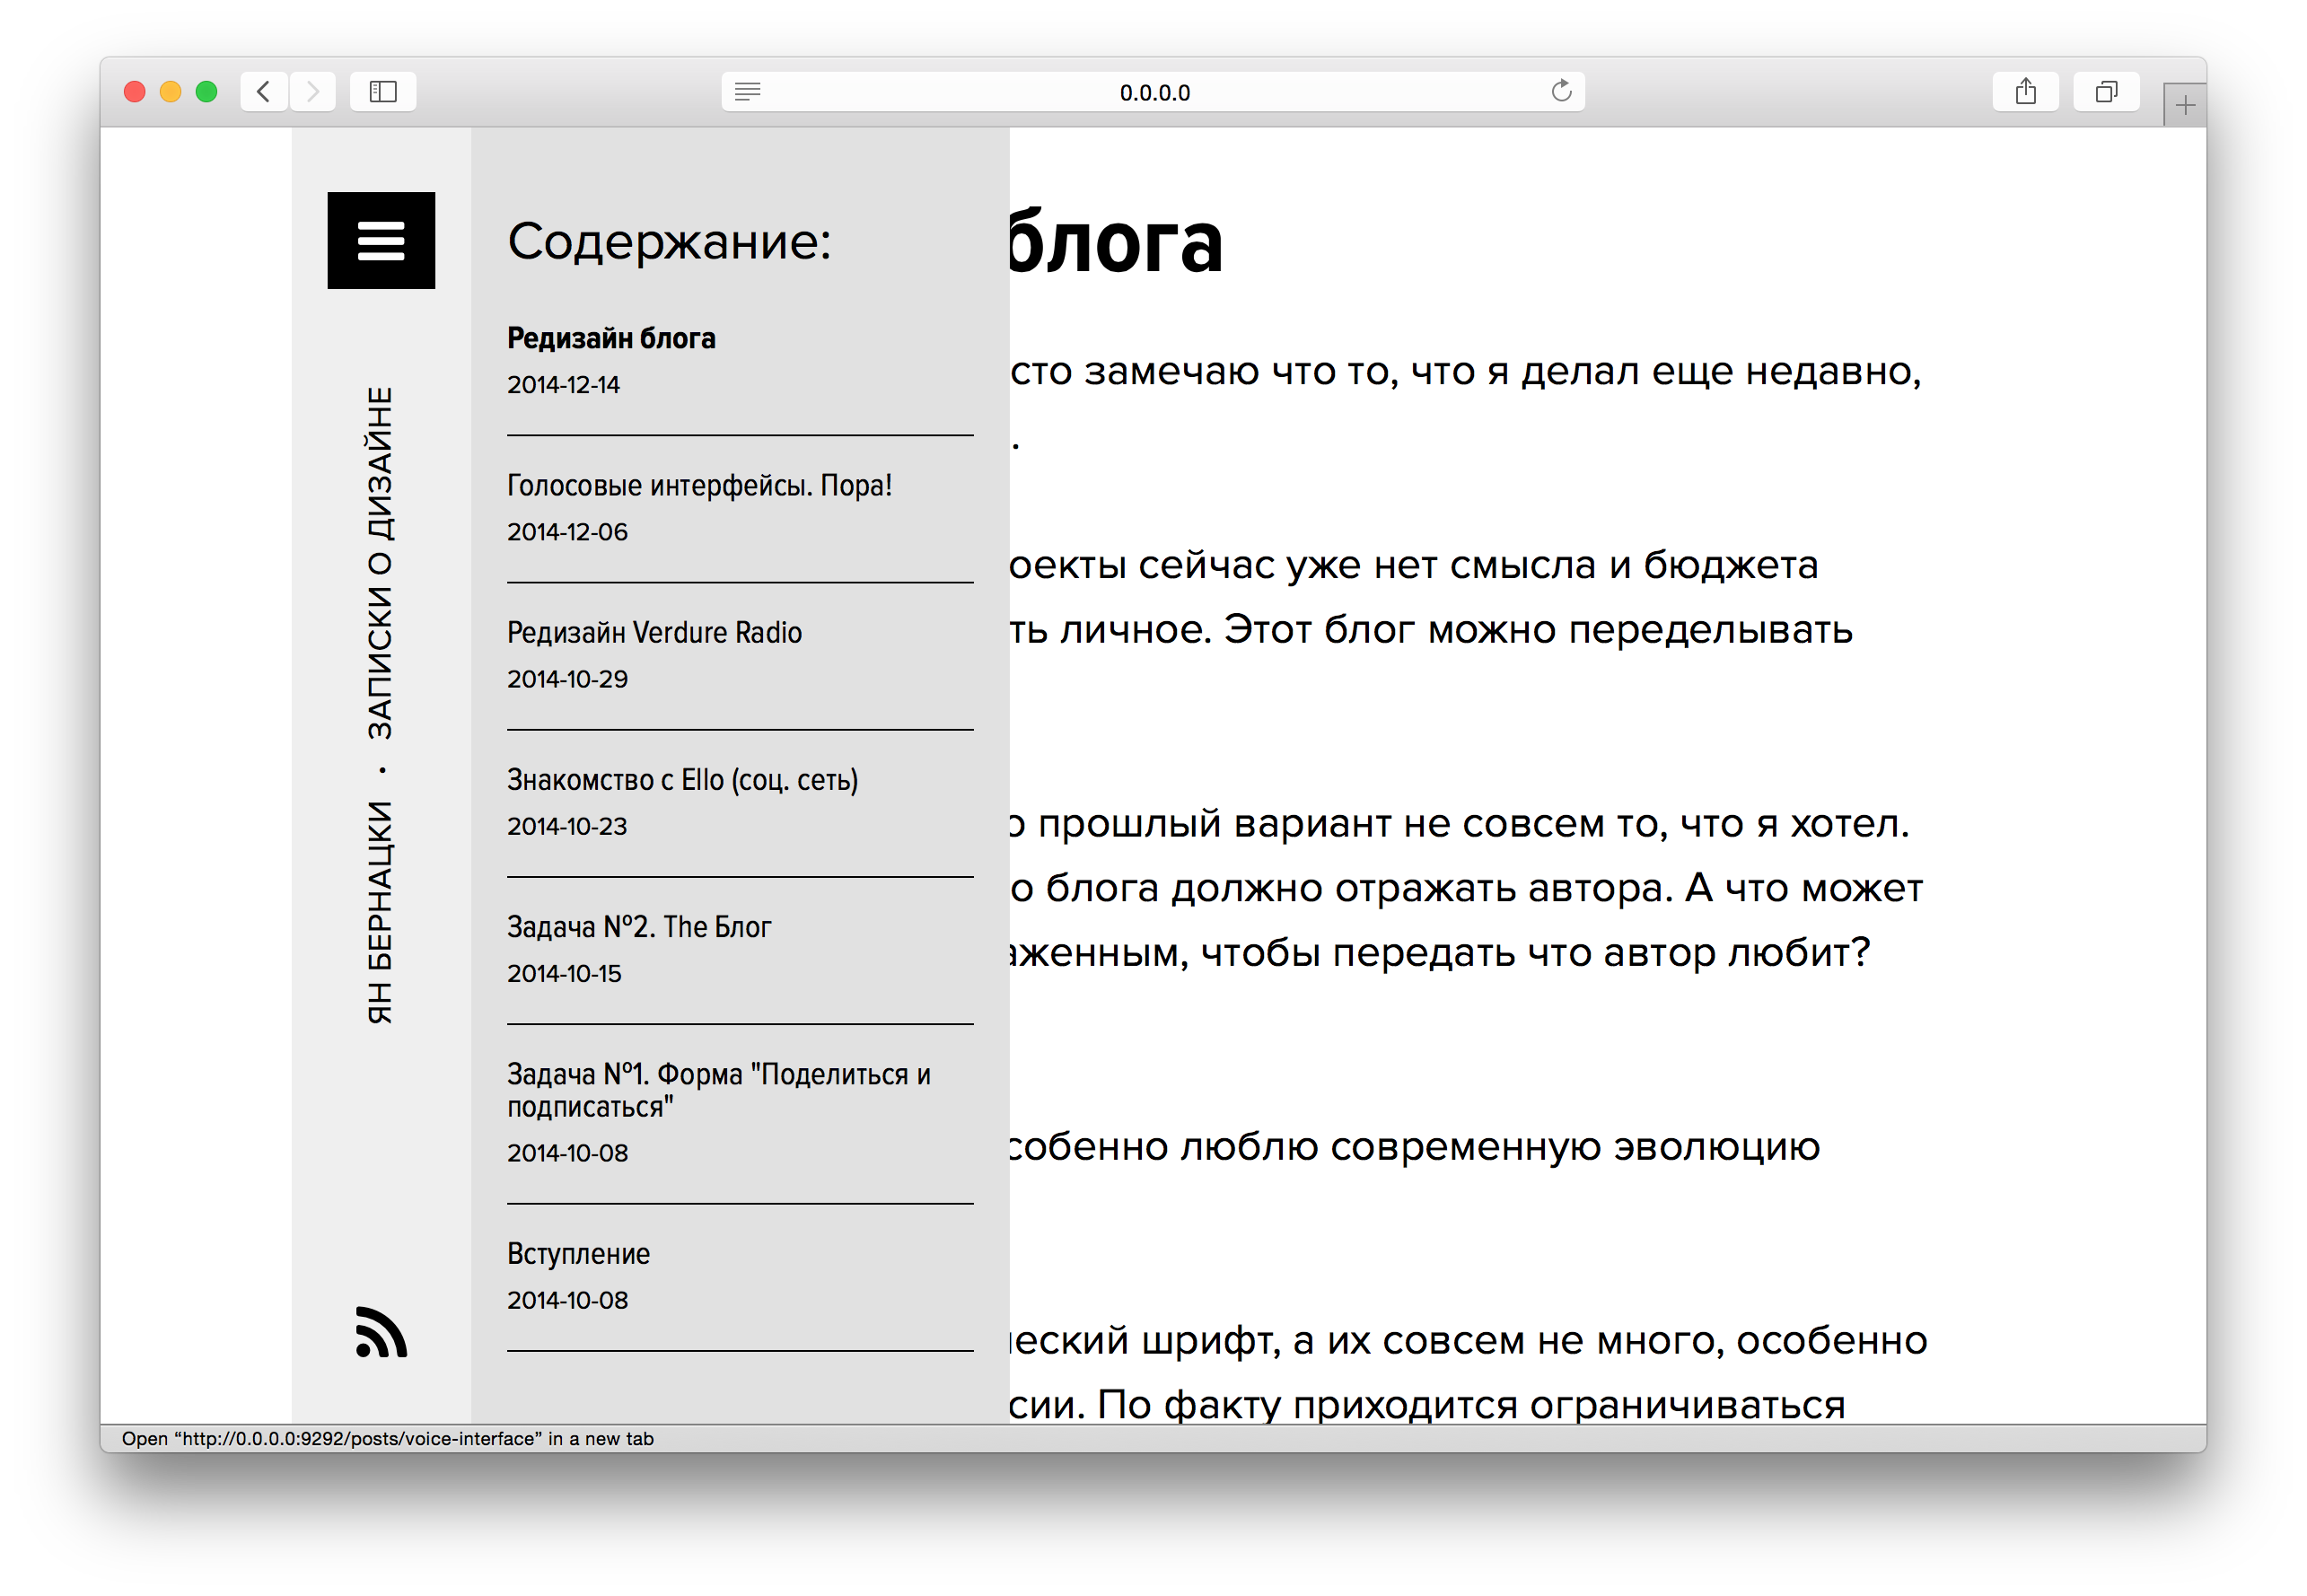 0.0.0.0
ЯН БЕРНАЦКИ · ЗАПИСКИ О ДИЗАЙНЕ
Содержание:
Редизайн блога
2014-12-14
Голосовые интерфейсы. Пора!
2014-12-06
Редизайн Verdure Radio
2014-10-29
Знакомство с Ello (соц. сеть)
2014-10-23
Задача №2. The Блог
2014-10-15
Задача №1. Форма "Поделиться и
подписаться"
2014-10-08
Вступление
2014-10-08
блога
сто замечаю что то, что я делал еще недавно,
.
оекты сейчас уже нет смысла и бюджета
ть личное. Этот блог можно переделывать
о прошлый вариант не совсем то, что я хотел.
о блога должно отражать автора. А что может
аженным, чтобы передать что автор любит?
собенно люблю современную эволюцию
ческий шрифт, а их совсем не много, особенно
сии. По факту приходится ограничиваться
Open “http://0.0.0.0:9292/posts/voice-interface” in a new tab